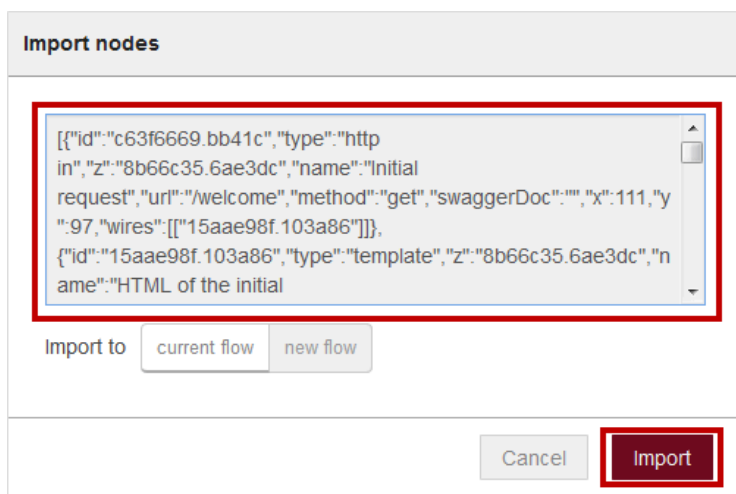 Import nodes
[{"id":"c63f6669.bb41c","type":"http
in","z":"8b66c35.6ae3dc","name":"Initial
request","url":"/welcome","method":"get","swaggerDoc":"","x":111,"y
":97,"wires":[["15aae98f.103a86"]]},
{"id":"15aae98f.103a86","type":"template","z":"8b66c35.6ae3dc","n
ame":"HTML of the initial
Import to current flow new flow
Cancel Import